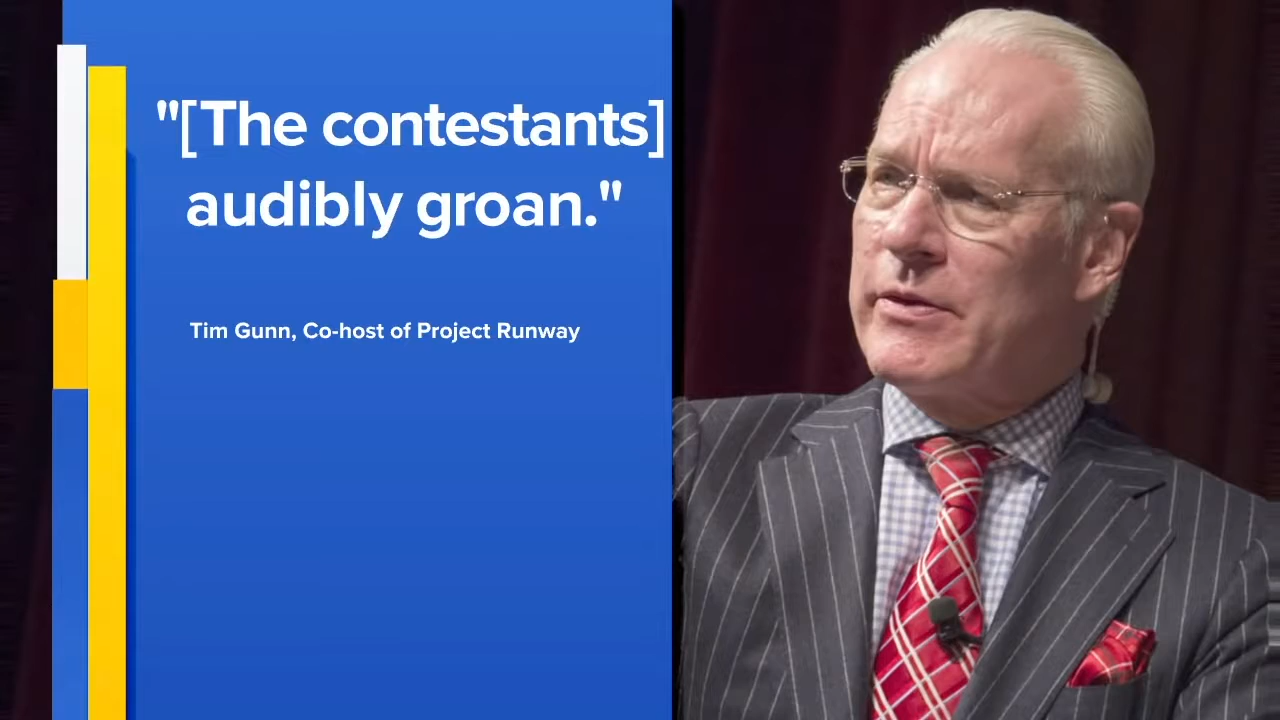 "[The contestants]
audibly groan."
Tim Gunn, Co-host of Project Runway